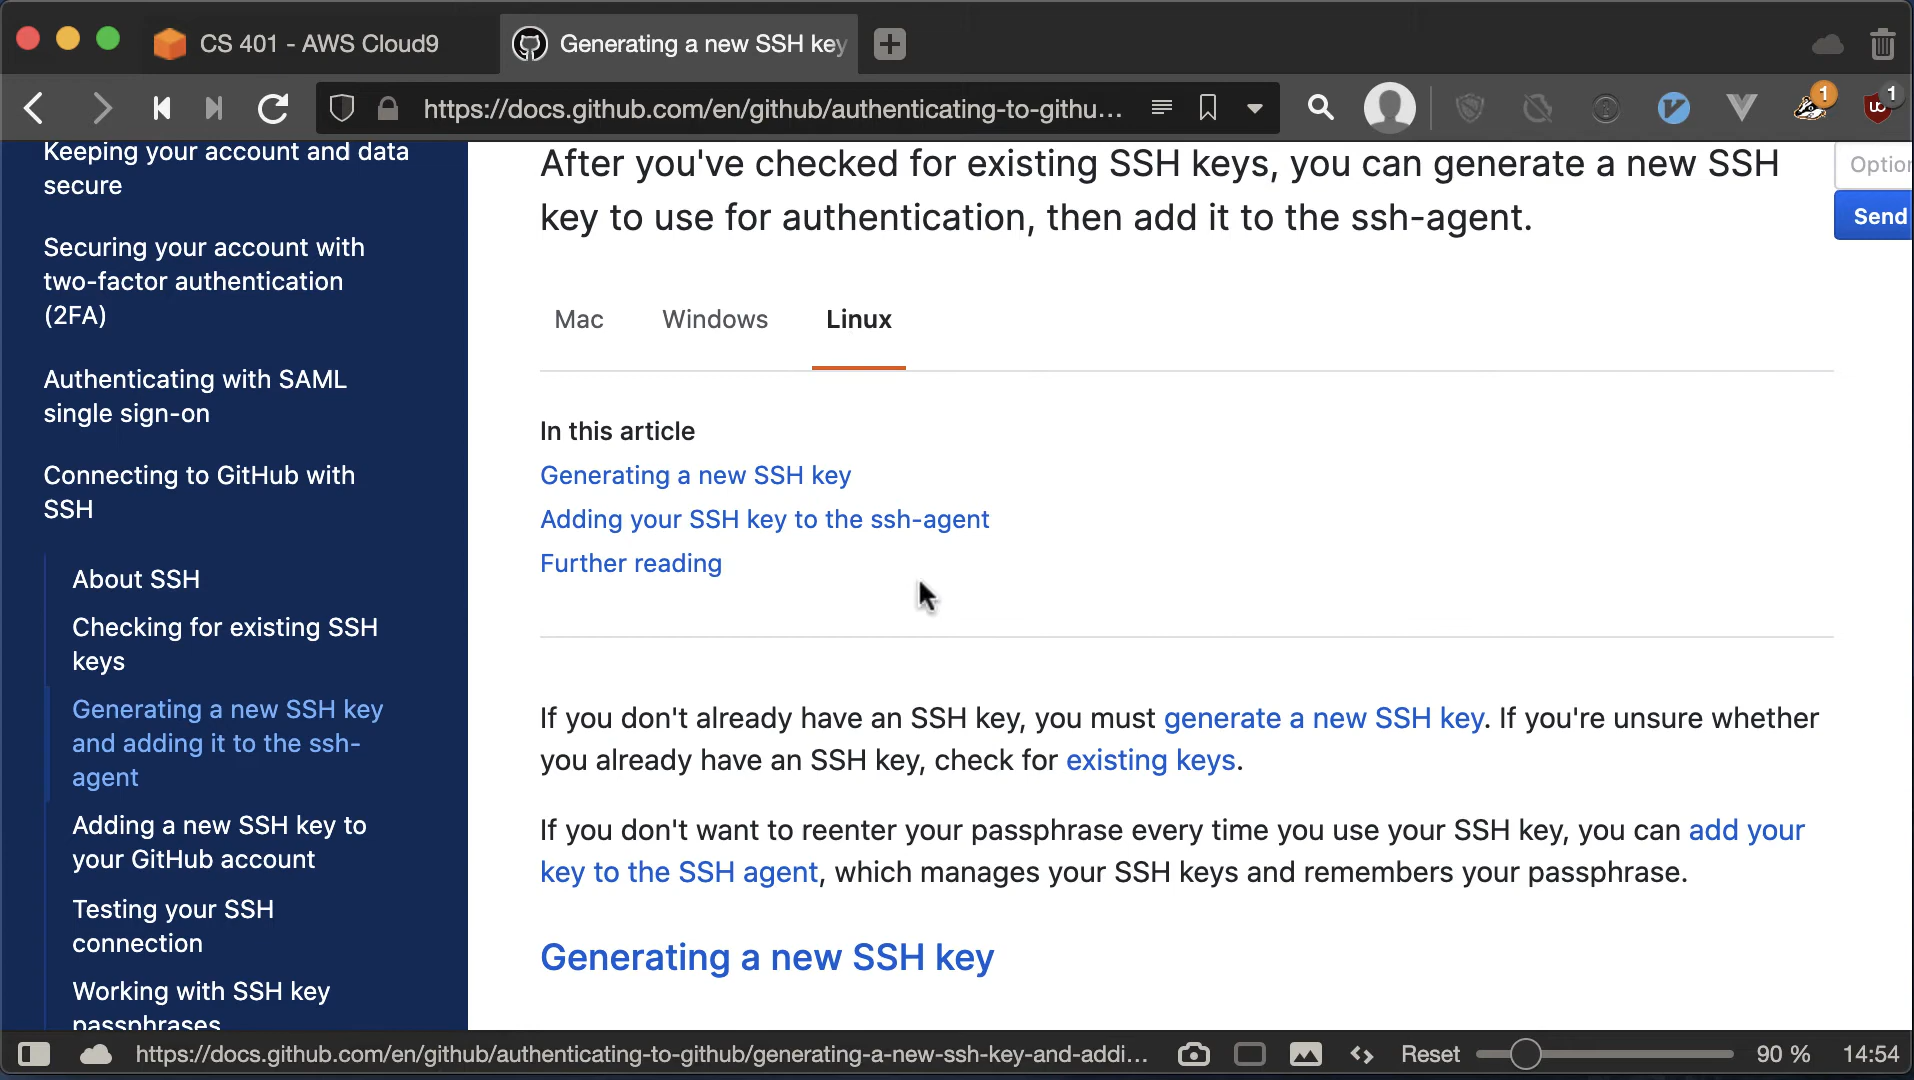 CS 401 - AWS Cloud9
Generating a new SSH key
https://docs.github.com/en/github/authenticating-to-githu...
1
1
Keeping your account and data
secure
Securing your account with
two-factor authentication
(2FA)
Authenticating with SAML
single sign-on
Connecting to GitHub with
SSH
About SSH
Checking for existing SSH
keys
Generating a new SSH key
and adding it to the ssh-
agent
Adding a new SSH key to
your GitHub account
Testing your SSH
connection
Working with SSH key
passphrases
After you've checked for existing SSH keys, you can generate a new SSH
key to use for authentication, then add it to the ssh-agent.
Mac Windows Linux
In this article
Generating a new SSH key
Adding your SSH key to the ssh-agent
Further reading
If you don't already have an SSH key, you must generate a new SSH key. If you're unsure whether
you already have an SSH key, check for existing keys.
If you don't want to reenter your passphrase every time you use your SSH key, you can add your
key to the SSH agent, which manages your SSH keys and remembers your passphrase.
Generating a new SSH key
Send
https://docs.github.com/en/github/authenticating-to-github/generating-a-new-ssh-key-and-addi...
Reset
90 %
14:54